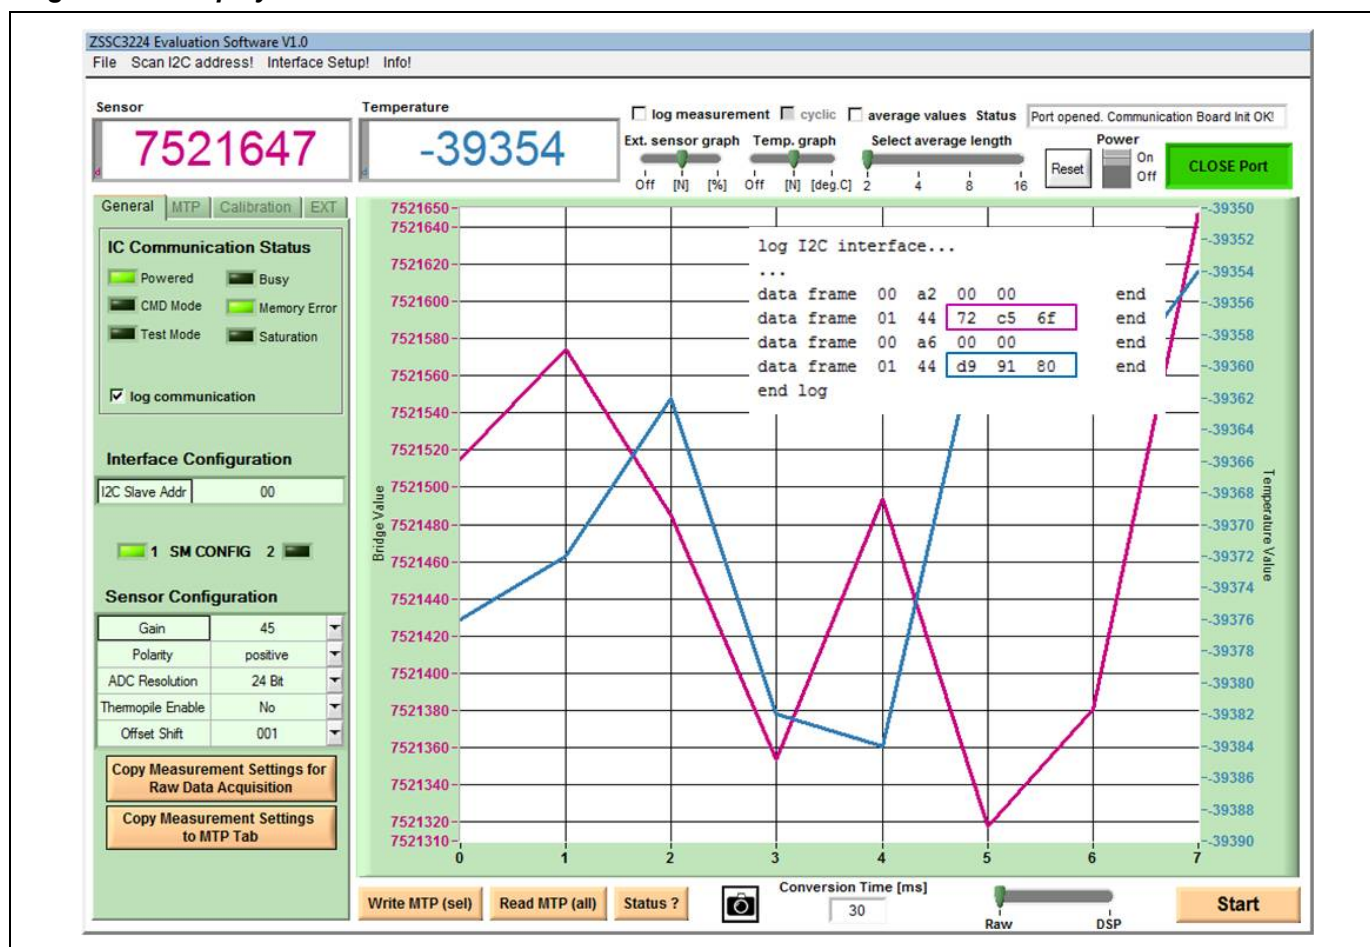 ZSSC3224 Evaluation Software V1.0
File Scan I2C address! Interface Setup! Info!
Sensor
7521647
d
Temperature
-39354
d
log measurement cyclic average values Status Port opened. Communication Board Init OK!
Ext. sensor graph Temp. graph Select average length Power
Off [N] [%] Off [N] [deg.C] 2 4 8 16
Reset
On
Off
CLOSE Port
General MTP Calibration EXT
IC Communication Status
Powered Busy
CMD Mode Memory Error
Test Mode Saturation
log communication
Interface Configuration
I2C Slave Addr 00
1 SM CONFIG 2
Sensor Configuration
Gain 45
Polarity positive
ADC Resolution 24 Bit
Thermopile Enable No
Offset Shift 001
Copy Measurement Settings for
Raw Data Acquisition
Copy Measurement Settings
to MTP Tab
Bridge Value
7521650
7521640
7521620
7521600
7521580
7521560
7521540
7521520
7521500
7521480
7521460
7521440
7521420
7521400
7521380
7521360
7521340
7521320
7521310
log I2C interface...
...
data frame 00 a2 00 00 end
data frame 01 44 72 c5 6f end
data frame 00 a6 00 00 end
data frame 01 44 d9 91 80 end
end log
-39350
-39352
-39354
-39356
-39358
-39360
-39362
-39364
-39366
-39368
-39370
-39372
-39374
-39376
-39378
-39380
-39382
-39384
-39386
-39388
-39390
Temperature Value
0 1 2 3 4 5 6 7
Write MTP (sel) Read MTP (all) Status ?
Conversion Time [ms]
30
Raw DSP
Start